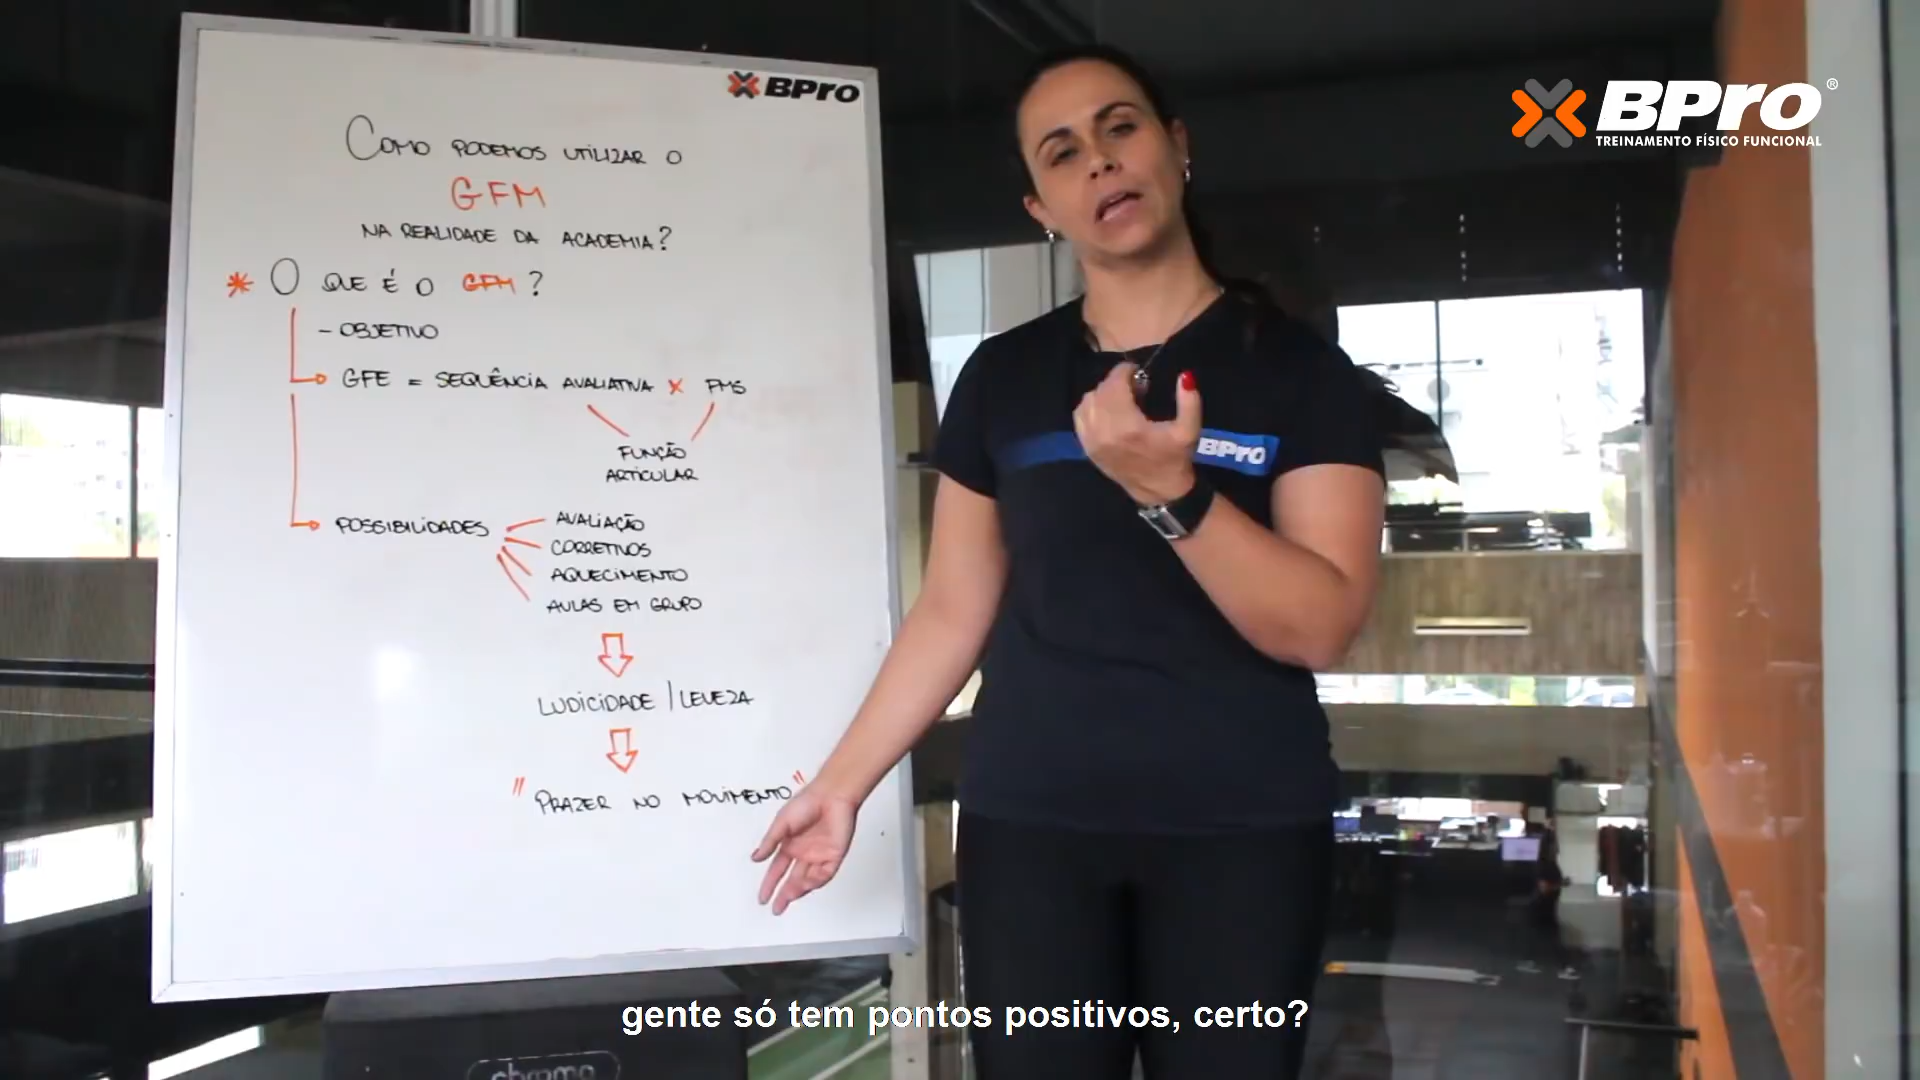 BPro
COMO PODEMOS UTILIZAR O
GFM
NA REALIDADE DA ACADEMIA?
* O QUE É O GFM?
- OBJETIVO
GFE = SEQUÊNCIA AVALIATIVA X FMS
FUNÇÃO
ARTICULAR
POSSIBILIDADES
AVALIAÇÃO
CORRETIVOS
AQUECIMENTO
AULAS EM GRUPO
LUDICIDADE / LEVEZA
"PRAZER NO MOVIMENTO"
BPro®
TREINAMENTO FÍSICO FUNCIONAL
BPro
gente só tem pontos positivos, certo?
chroma